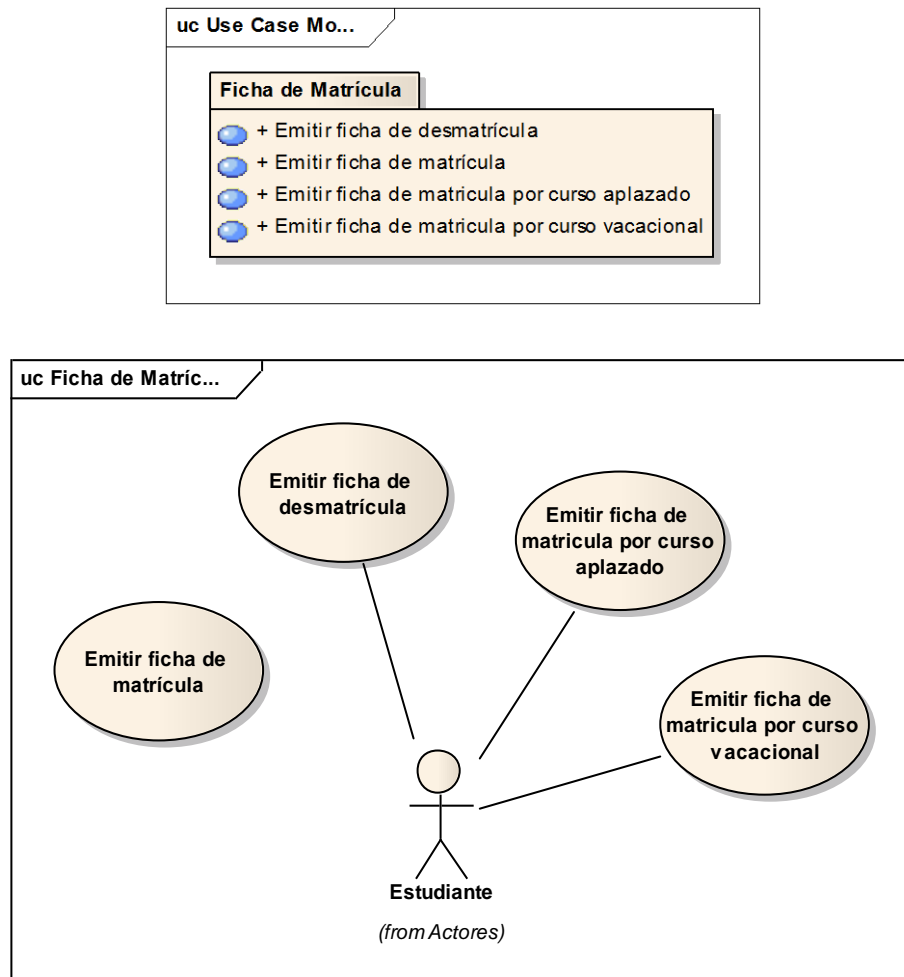 uc Use Case Mo...
Ficha de Matrícula
+ Emitir ficha de desmatrícula
+ Emitir ficha de matrícula
+ Emitir ficha de matricula por curso aplazado
+ Emitir ficha de matricula por curso vacacional
uc Ficha de Matríc...
Emitir ficha de
desmatrícula
Emitir ficha de
matricula por curso
aplazado
Emitir ficha de
matrícula
Emitir ficha de
matricula por curso
vacacional
Estudiante
(from Actores)